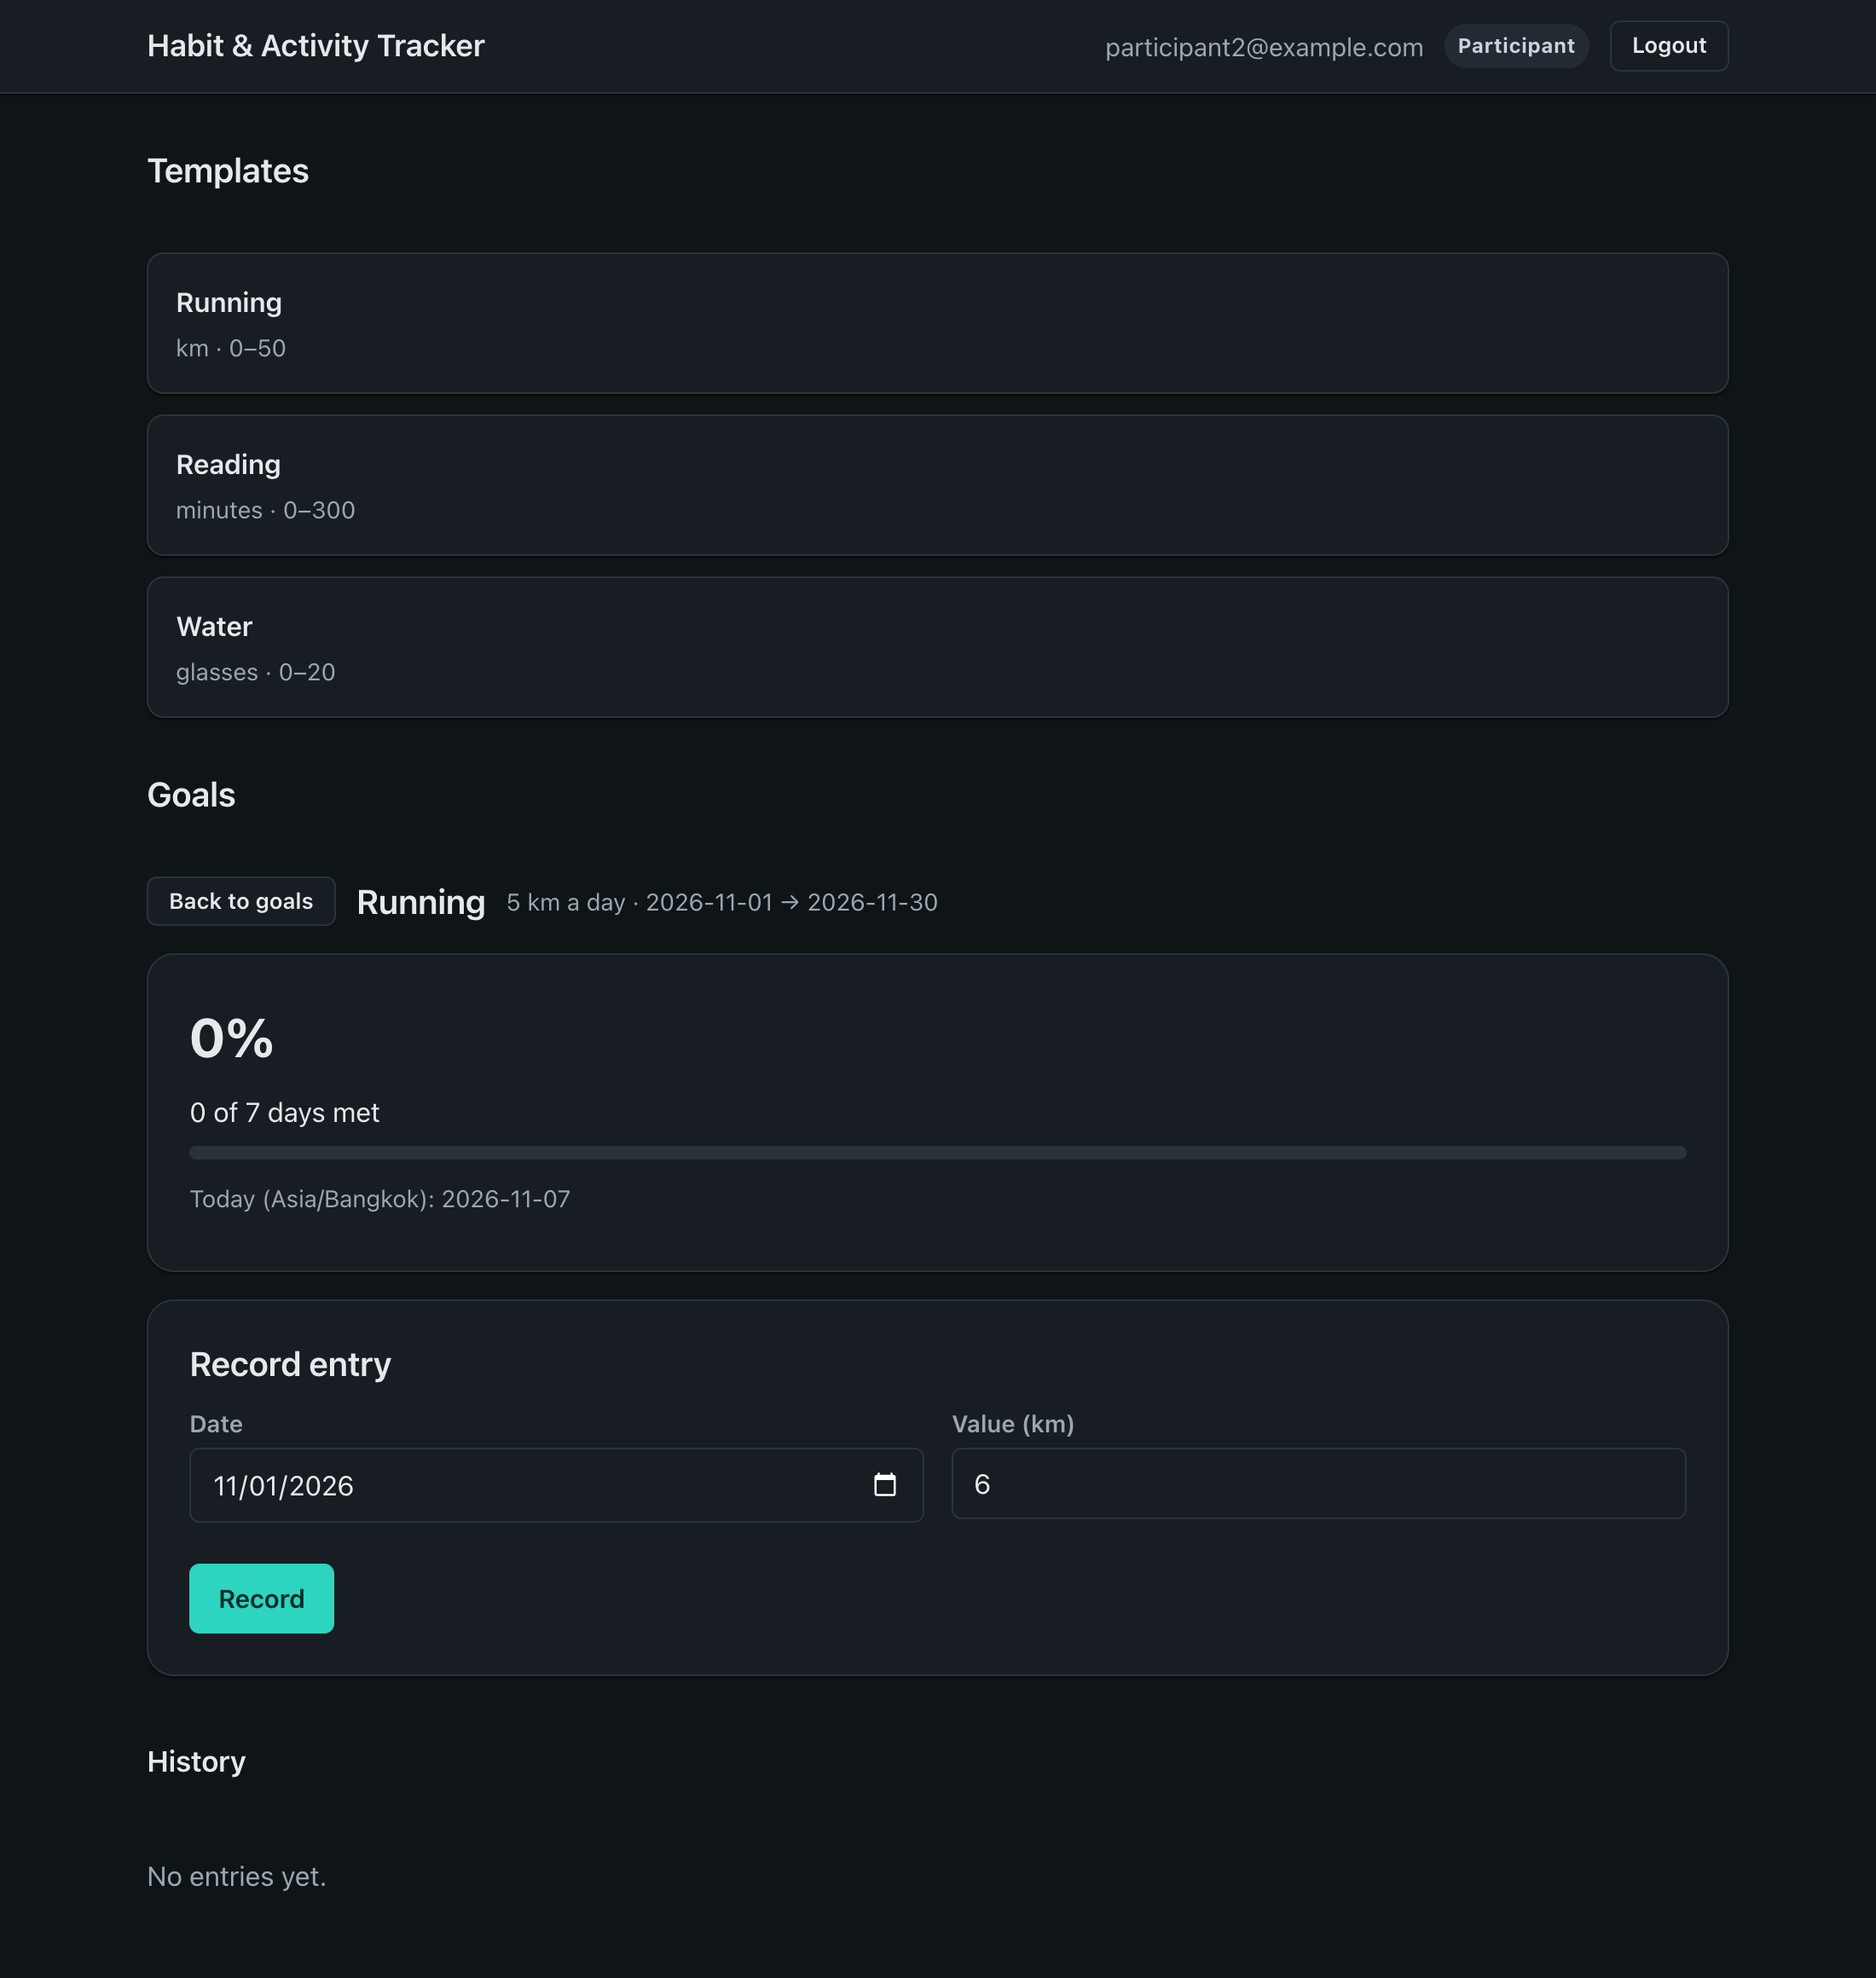 Habit & Activity Tracker
participant2@example.com
Participant
Logout
Templates
Running
km · 0–50
Reading
minutes · 0–300
Water
glasses · 0–20
Goals
Back to goals
Running
5 km a day · 2026-11-01 → 2026-11-30
0%
0 of 7 days met
Today (Asia/Bangkok): 2026-11-07
Record entry
Date
Value (km)
11/01/2026
6
Record
History
No entries yet.